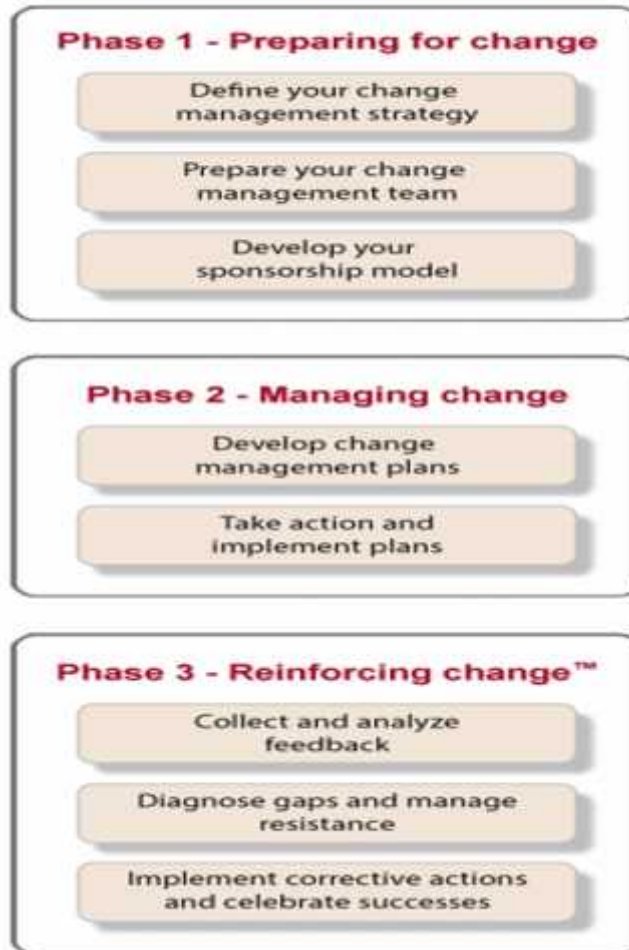 Phase 1 - Preparing for change
Define your change
management strategy
Prepare your change
management team
Develop your
sponsorship model
Phase 2 - Managing change
Develop change
management plans
Take action and
implement plans
Phase 3 - Reinforcing change™
Collect and analyze
feedback
Diagnose gaps and manage
resistance
Implement corrective actions
and celebrate successes